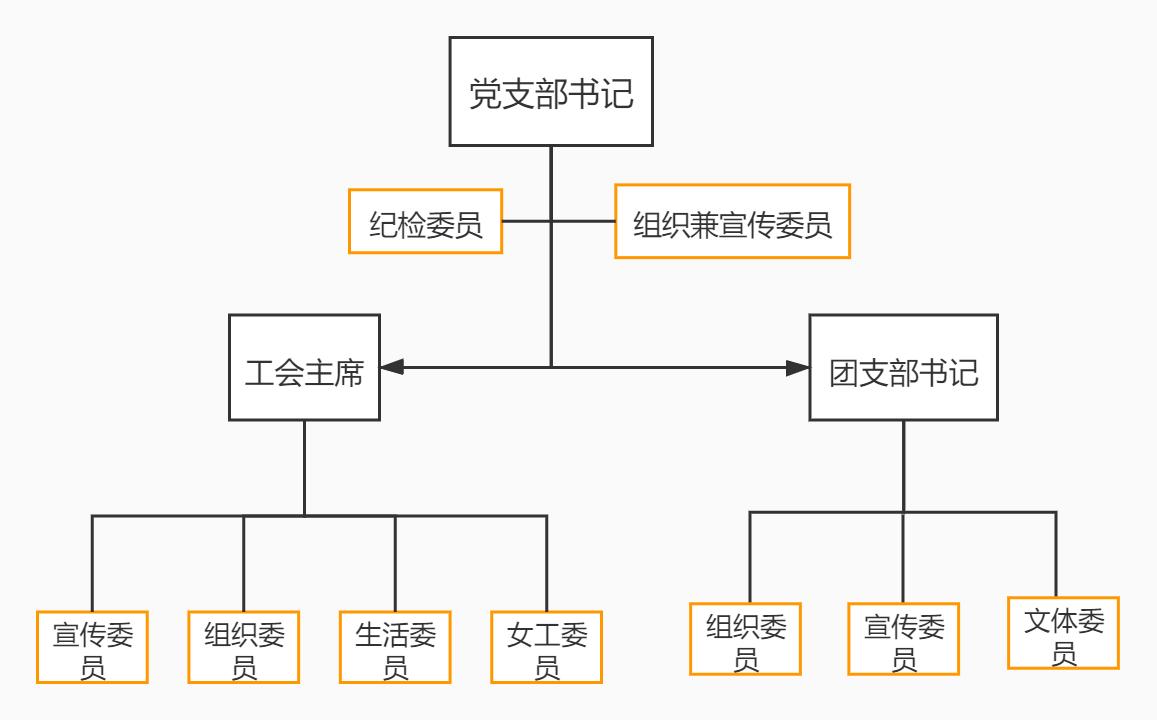 党支部书记
纪检委员
组织兼宣传委员
工会主席
团支部书记
宣传委
员
组织委
员
生活委
员
女工委
员
组织委
员
宣传委
员
文体委
员